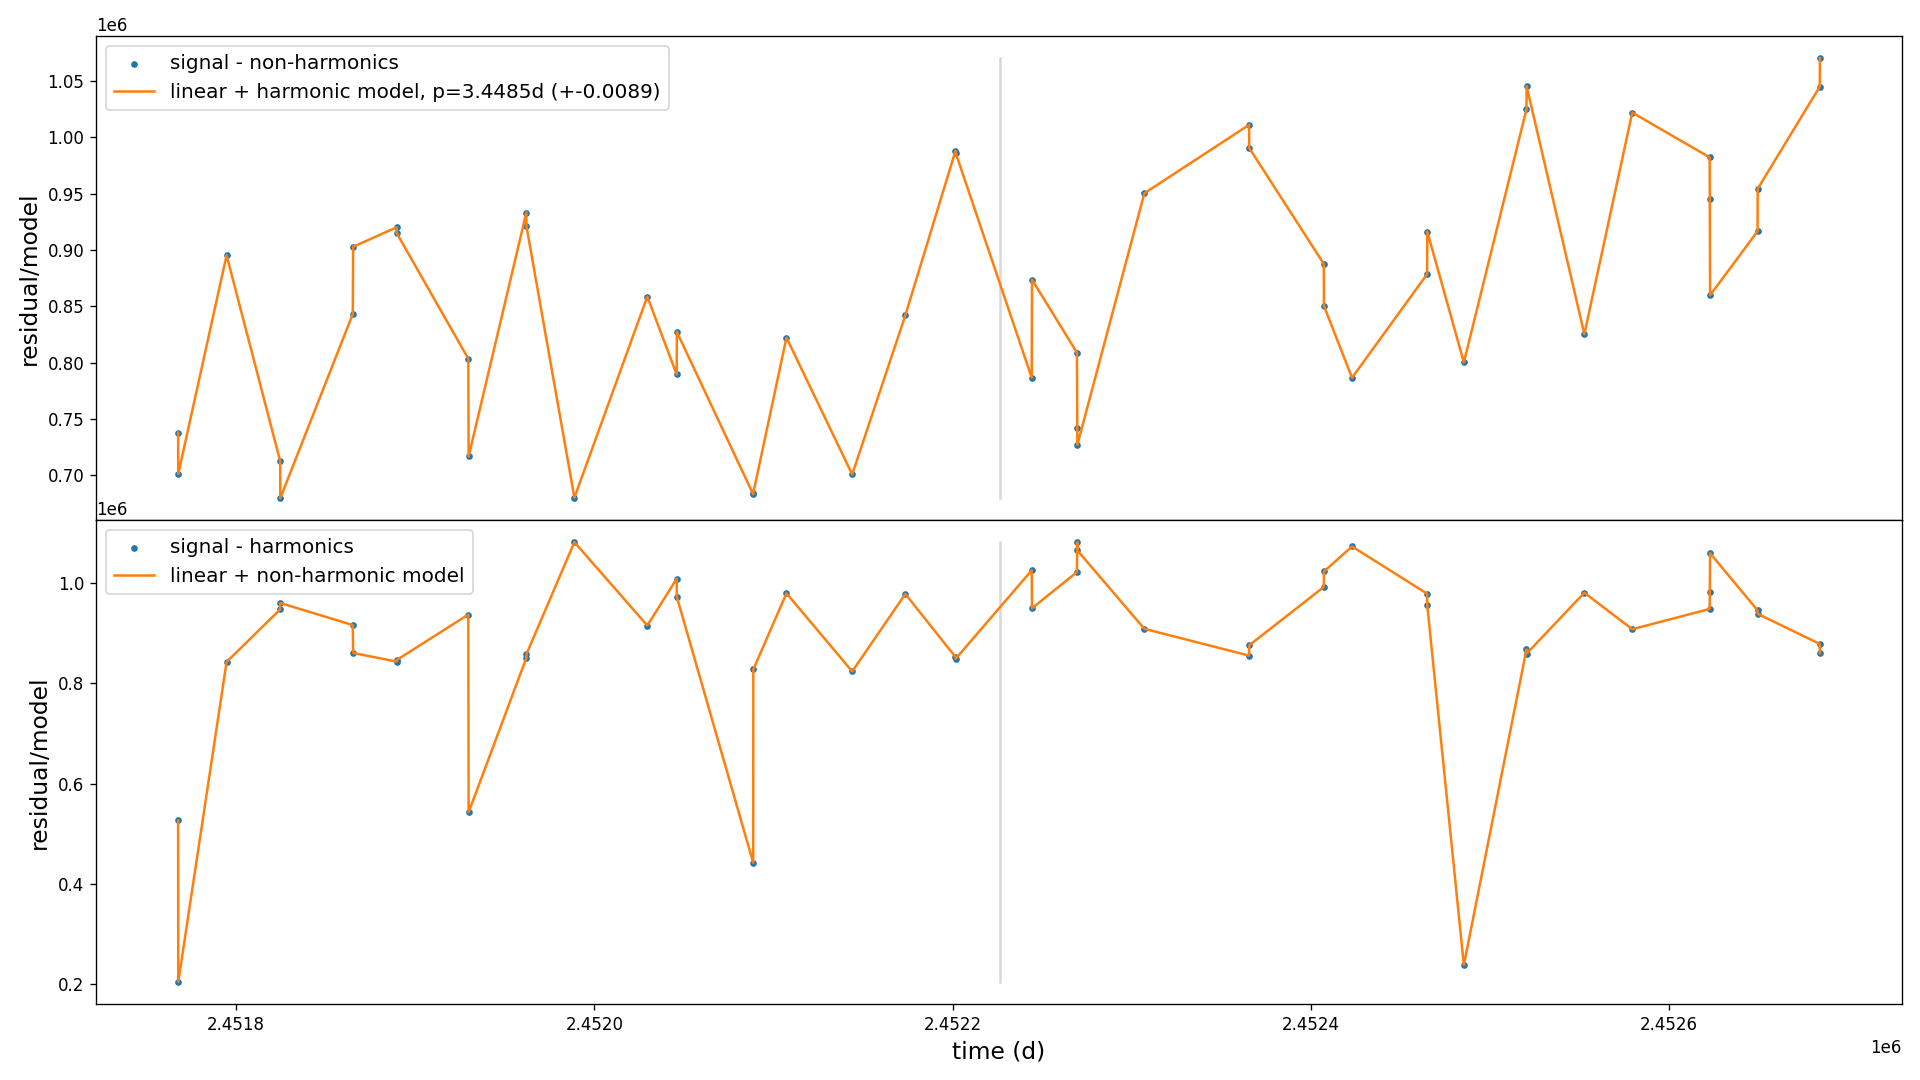 1e6
signal - non-harmonics
linear + harmonic model, p=3.4485d (+-0.0089)
1.05
1.00
0.95
0.90
0.85
0.80
0.75
0.70
residual/model
1e6
signal - harmonics
linear + non-harmonic model
1.0
0.8
0.6
0.4
0.2
residual/model
2.4518
2.4520
2.4522
2.4524
2.4526
time (d)
1e6